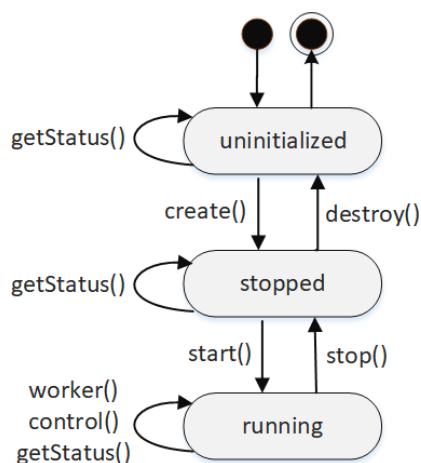 getStatus()
uninitialized
create()
destroy()
getStatus()
stopped
start()
stop()
worker()
control()
getStatus()
running